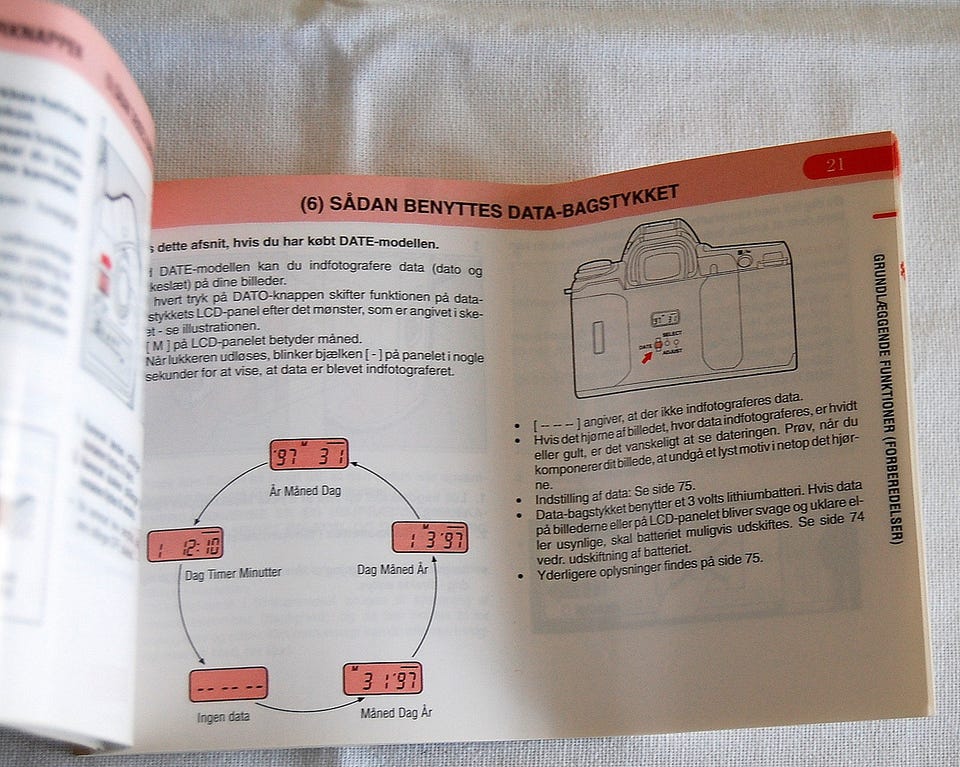 21
(6) SÅDAN BENYTTES DATA-BAGSTYKKET
dette afsnit, hvis du har købt DATE-modellen.
DATE-modellen kan du indfotografere data (dato og
keslæt) på dine billeder.
hvert tryk på DATO-knappen skifter funktionen på data-
stykkets LCD-panel efter det mønster, som er angivet i ske-
et - se illustrationen.
[ M ] på LCD-panelet betyder måned.
Når lukkeren udløses, blinker bjælken [ - ] på panelet i nogle
sekunder for at vise, at data er blevet indfotograferet.
M
'97 3 1
År Måned Dag
1 12:10
Dag Timer Minutter
M
1 3 '97
Dag Måned År
-- -- --
Ingen data
M
3 1 '97
Måned Dag År
'97 3 1
SELECT
DATE
ADJUST
• [ -- -- -- ] angiver, at der ikke indfotograferes data.
• Hvis det hjørne af billedet, hvor data indfotograferes, er hvidt
eller gult, er det vanskeligt at se dateringen. Prøv, når du
komponerer dit billede, at undgå et lyst motiv i netop det hjør-
ne.
• Indstilling af data: Se side 75.
• Data-bagstykket benytter et 3 volts lithiumbatteri. Hvis data
på billederne eller på LCD-panelet bliver svage og uklare el-
ler usynlige, skal batteriet muligvis udskiftes. Se side 74
vedr. udskiftning af batteriet.
• Yderligere oplysninger findes på side 75.
GRUNDLÆGGENDE FUNKTIONER (FORBEREDELSER)